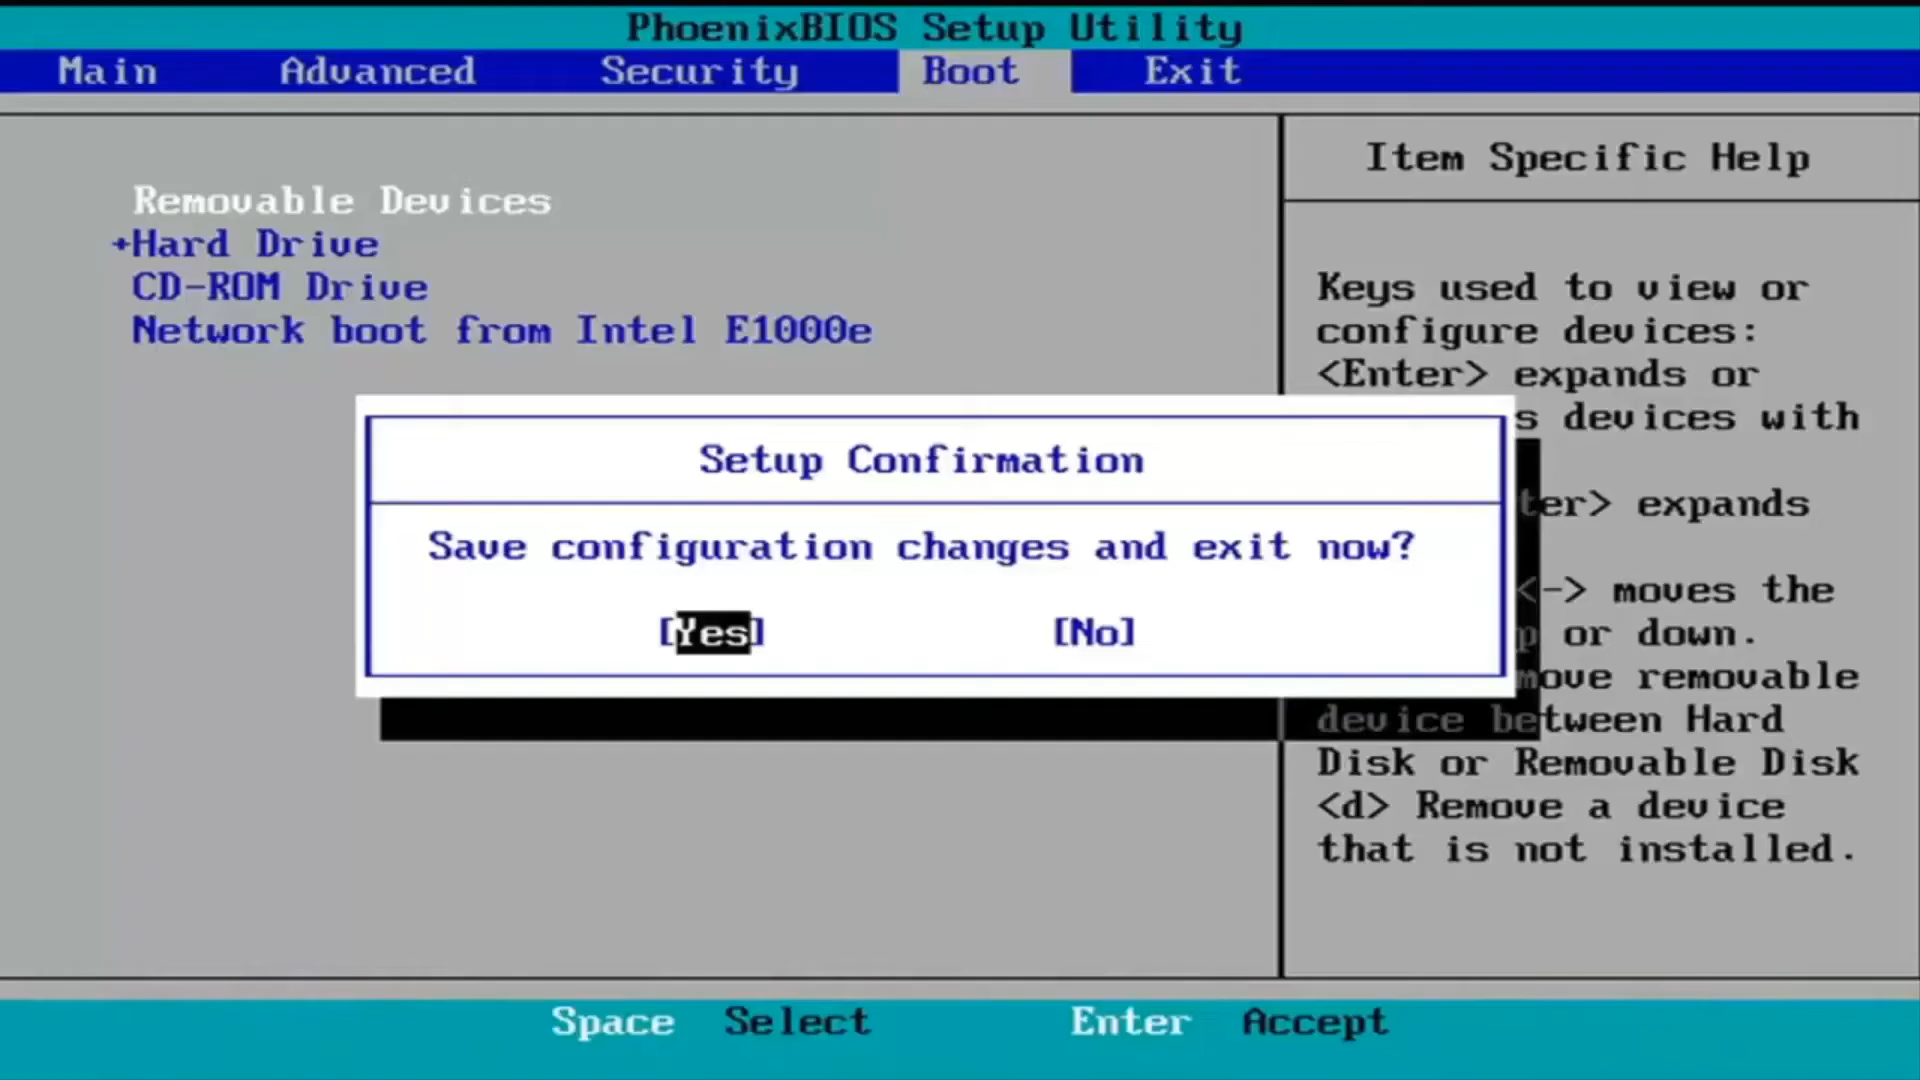 PhoenixBIOS Setup Utility
Main Advanced Security Boot Exit
Removable Devices
+Hard Drive
CD-ROM Drive
Network boot from Intel E1000e
Setup Confirmation
Save configuration changes and exit now?
[Yes] [No]
Item Specific Help
Keys used to view or
configure devices:
<Enter> expands or
s devices with
ter> expands
<-> moves the
p or down.
move removable
device between Hard
Disk or Removable Disk
<d> Remove a device
that is not installed.
Space Select Enter Accept